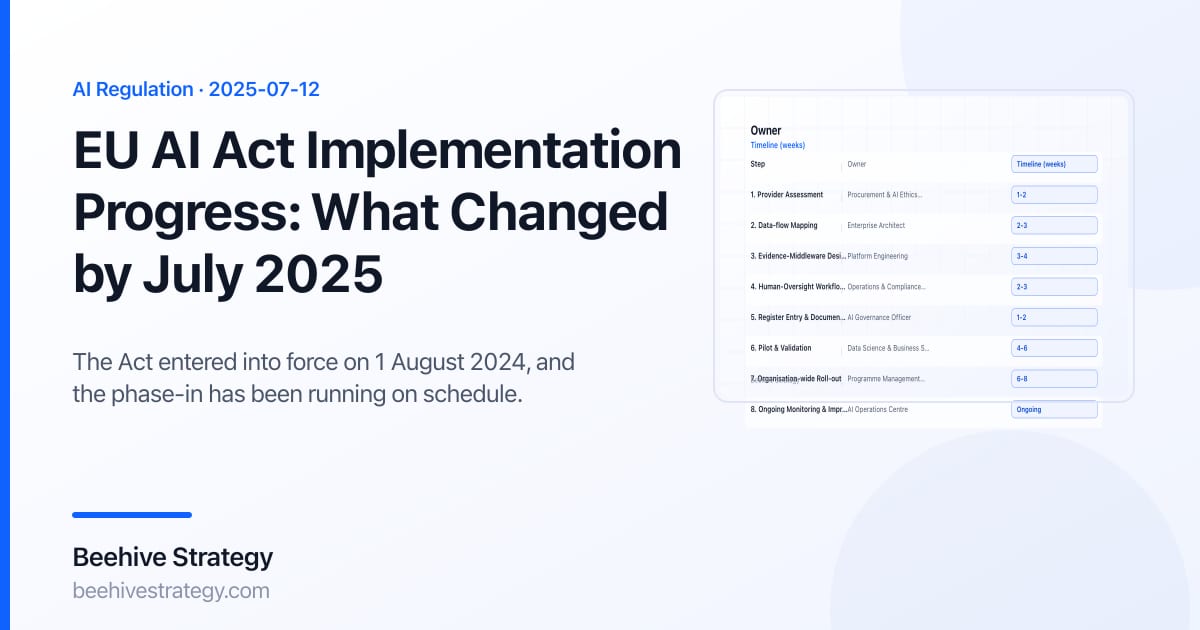 AI Regulation · 2025-07-12
EU AI Act Implementation
Progress: What Changed
by July 2025
The Act entered into force on 1 August 2024, and
the phase-in has been running on schedule.
Beehive Strategy
beehivestrategy.com
Owner
Timeline (weeks)
Step Owner Timeline (weeks)
1. Provider Assessment Procurement & AI Ethics... 1-2
2. Data-flow Mapping Enterprise Architect 2-3
3. Evidence-Middleware Desi... Platform Engineering 3-4
4. Human-Oversight Workflo... Operations & Compliance... 2-3
5. Register Entry & Documen... AI Governance Officer 1-2
6. Pilot & Validation Data Science & Business S... 4-6
7. Organisation-wide Roll-out Programme Management... 6-8
8. Ongoing Monitoring & Impr... AI Operations Centre Ongoing